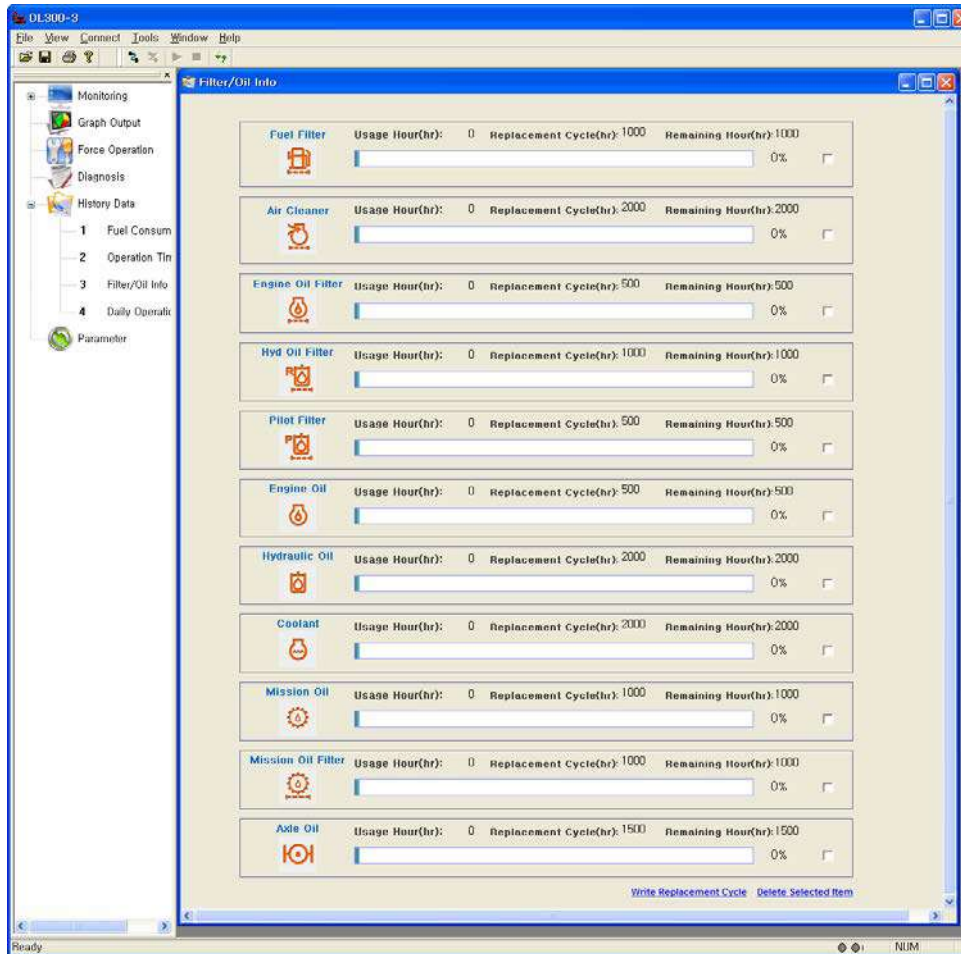 DL300-3
File View Connect Tools Window Help
Monitoring
Graph Output
Force Operation
Diagnosis
History Data
1 Fuel Consum
2 Operation Tim
3 Filter/Oil Info
4 Daily Operatic
Parameter
Filter/Oil Info
Fuel Filter Usage Hour(hr): 0 Replacement Cycle(hr): 1000 Remaining Hour(hr): 1000
0%
Air Cleaner Usage Hour(hr): 0 Replacement Cycle(hr): 2000 Remaining Hour(hr): 2000
0%
Engine Oil Filter Usage Hour(hr): 0 Replacement Cycle(hr): 500 Remaining Hour(hr): 500
0%
Hyd Oil Filter Usage Hour(hr): 0 Replacement Cycle(hr): 1000 Remaining Hour(hr): 1000
R
0%
Pilot Filter Usage Hour(hr): 0 Replacement Cycle(hr): 500 Remaining Hour(hr): 500
P
0%
Engine Oil Usage Hour(hr): 0 Replacement Cycle(hr): 500 Remaining Hour(hr): 500
0%
Hydraulic Oil Usage Hour(hr): 0 Replacement Cycle(hr): 2000 Remaining Hour(hr): 2000
0%
Coolant Usage Hour(hr): 0 Replacement Cycle(hr): 2000 Remaining Hour(hr): 2000
0%
Mission Oil Usage Hour(hr): 0 Replacement Cycle(hr): 1000 Remaining Hour(hr): 1000
0%
Mission Oil Filter Usage Hour(hr): 0 Replacement Cycle(hr): 1000 Remaining Hour(hr): 1000
0%
Axle Oil Usage Hour(hr): 0 Replacement Cycle(hr): 1500 Remaining Hour(hr): 1500
0%
Write Replacement Cycle Delete Selected Item
Ready NUM